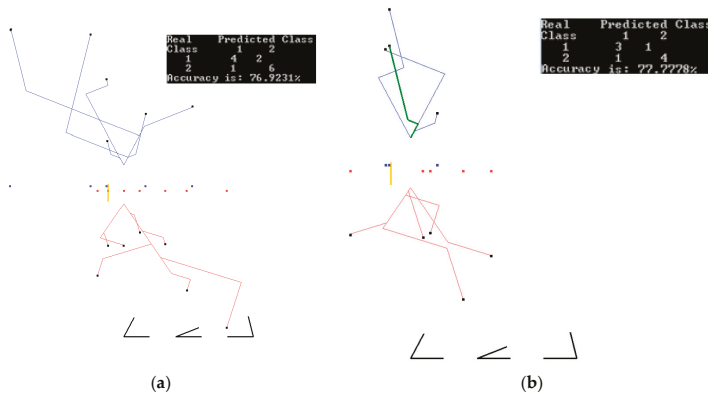 Real Predicted Class
Class 1 2
1 4 2
2 1 6
Accuracy is: 76.9231%
Real Predicted Class
Class 1 2
1 3 1
2 1 4
Accuracy is: 77.7778%
(a) (b)